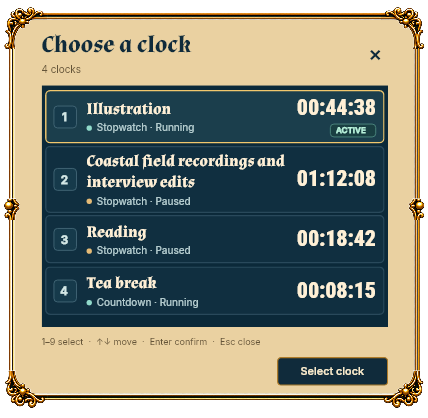 Choose a clock
4 clocks
×
1
Illustration
Stopwatch · Running
00:44:38
ACTIVE
2
Coastal field recordings and
interview edits
Stopwatch · Paused
01:12:08
3
Reading
Stopwatch · Paused
00:18:42
4
Tea break
Countdown · Running
00:08:15
1–9 select · ↑↓ move · Enter confirm · Esc close
Select clock